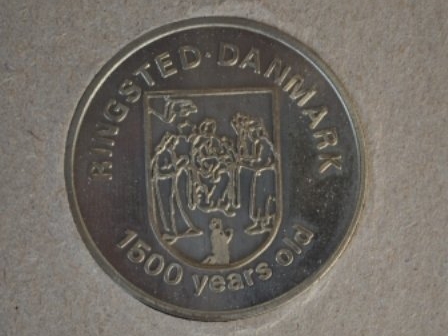 RINGSTED · DANMARK
1500 years old